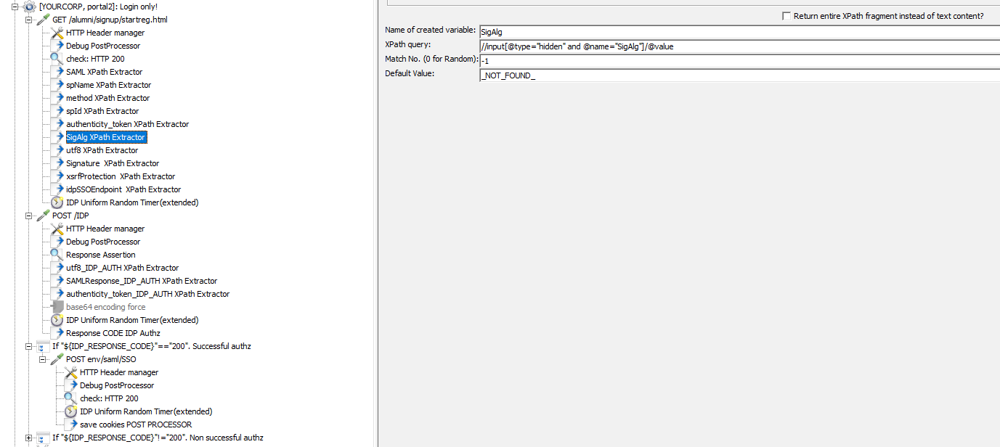 [YOURCORP, portal2]: Login only!
GET /alumni/signup/startreg.html
HTTP Header manager
Debug PostProcessor
check: HTTP 200
SAML XPath Extractor
spName XPath Extractor
method XPath Extractor
spId XPath Extractor
authenticity_token XPath Extractor
SigAlg XPath Extractor
utf8 XPath Extractor
Signature  XPath Extractor
xsrfProtection  XPath Extractor
idpSSOEndpoint  XPath Extractor
IDP Uniform Random Timer(extended)
POST /IDP
HTTP Header manager
Debug PostProcessor
Response Assertion
utf8_IDP_AUTH XPath Extractor
SAMLResponse_IDP_AUTH XPath Extractor
authenticity_token_IDP_AUTH XPath Extractor
base64 encoding force
IDP Uniform Random Timer(extended)
Response CODE IDP Authz
If "${IDP_RESPONSE_CODE}"=="200". Successful authz
POST env/saml/SSO
HTTP Header manager
Debug PostProcessor
check: HTTP 200
IDP Uniform Random Timer(extended)
save cookies POST PROCESSOR
If "${IDP_RESPONSE_CODE}"!="200". Non successful authz
Return entire XPath fragment instead of text content?
Name of created variable: SigAlg
XPath query: //input[@type="hidden" and @name="SigAlg"]/@value
Match No. (0 for Random): -1
Default Value: _NOT_FOUND_